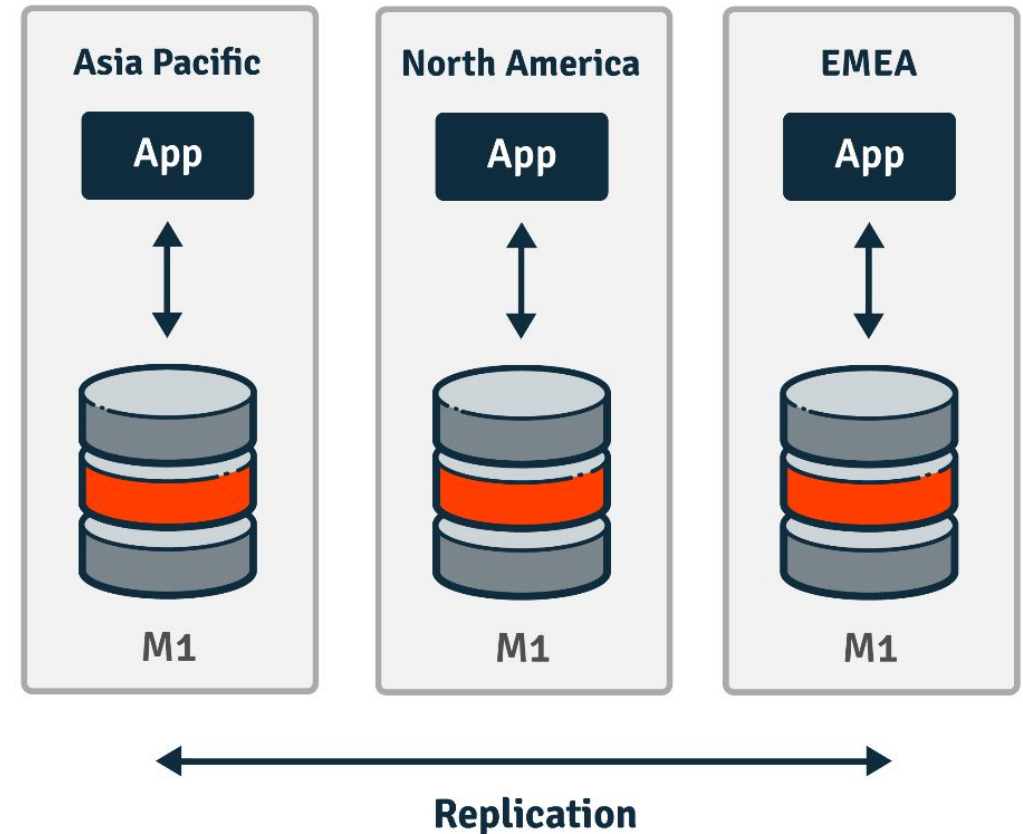 Asia Pacific
App
M1
North America
App
M1
EMEA
App
M1
Replication